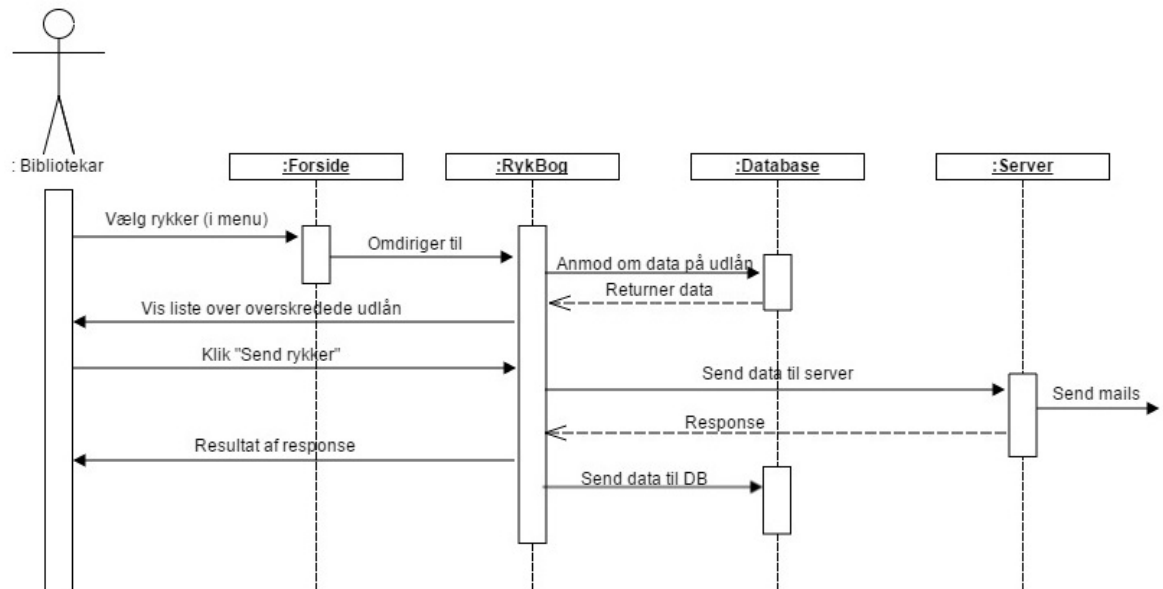 : Bibliotekar
:Forside
:RykBog
:Database
:Server
Vælg rykker (i menu)
Omdiriger til
Anmod om data på udlån
Returner data
Vis liste over overskredede udlån
Klik "Send rykker"
Send data til server
Send mails
Response
Resultat af response
Send data til DB